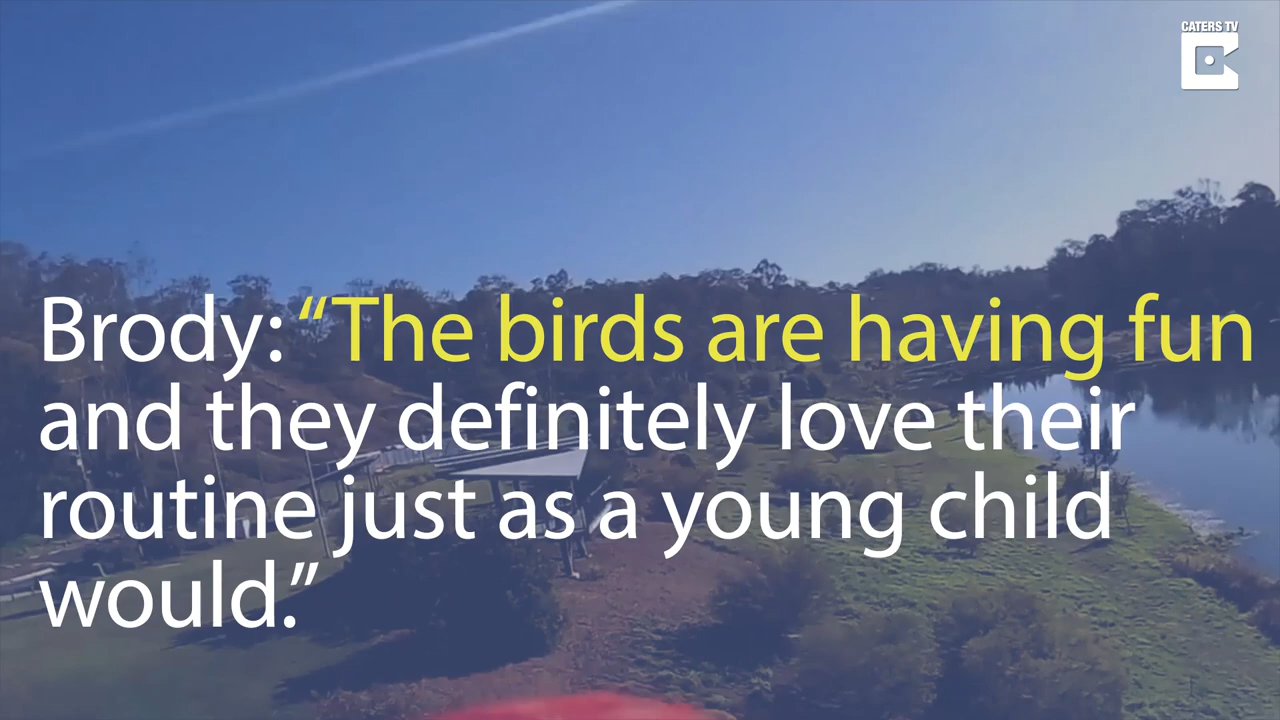 CATERS TV
Brody: “The birds are having fun
and they definitely love their
routine just as a young child
would.”